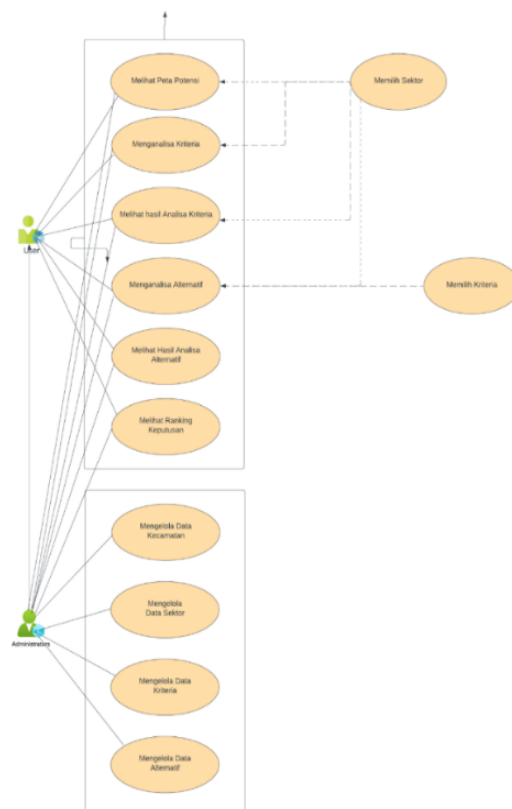 Melihat Peta Potensi
Memilih Sektor
Menganalisa Kriteria
Melihat hasil Analisa Kriteria
User
Menganalisa Alternatif
Memilih Kriteria
Melihat Hasil Analisa
Alternatif
Melihat Ranking
Keputusan
Mengelola Data
Kecamatan
Mengelola
Data Sektor
Administrators
Mengelola Data
Kriteria
Mengelola Data
Alternatif